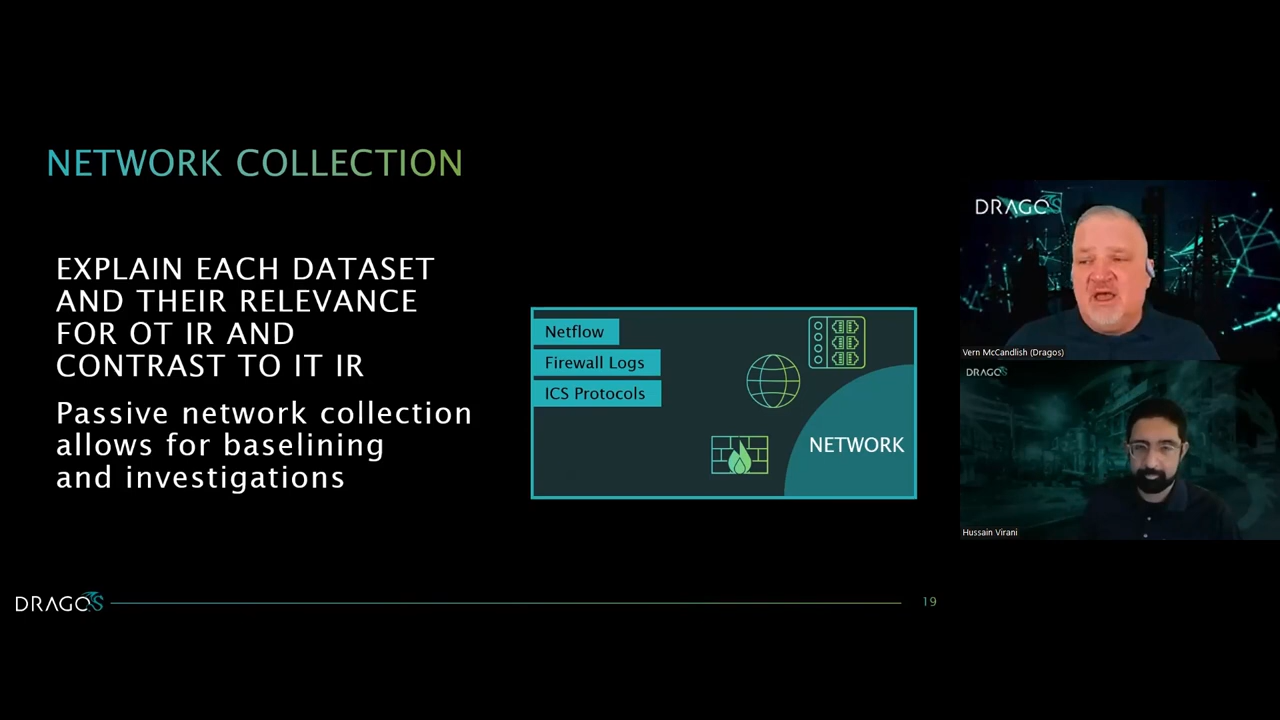 NETWORK COLLECTION
EXPLAIN EACH DATASET
AND THEIR RELEVANCE
FOR OT IR AND
CONTRAST TO IT IR
Passive network collection
allows for baselining
and investigations
Netflow
Firewall Logs
ICS Protocols
NETWORK
DRAGOS
19
DRAGOS
Vern McCandlish (Dragos)
DRAGOS
Hussain Virani